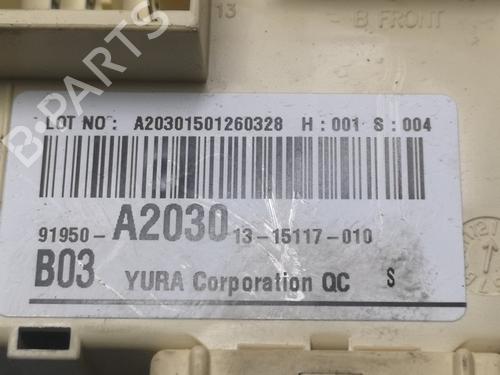 13
B FRONT
LOT NO: A20301501260328 H:001 S:004
91950-A2030 13-15117-010
B03 YURA Corporation QC S
B-PARTS